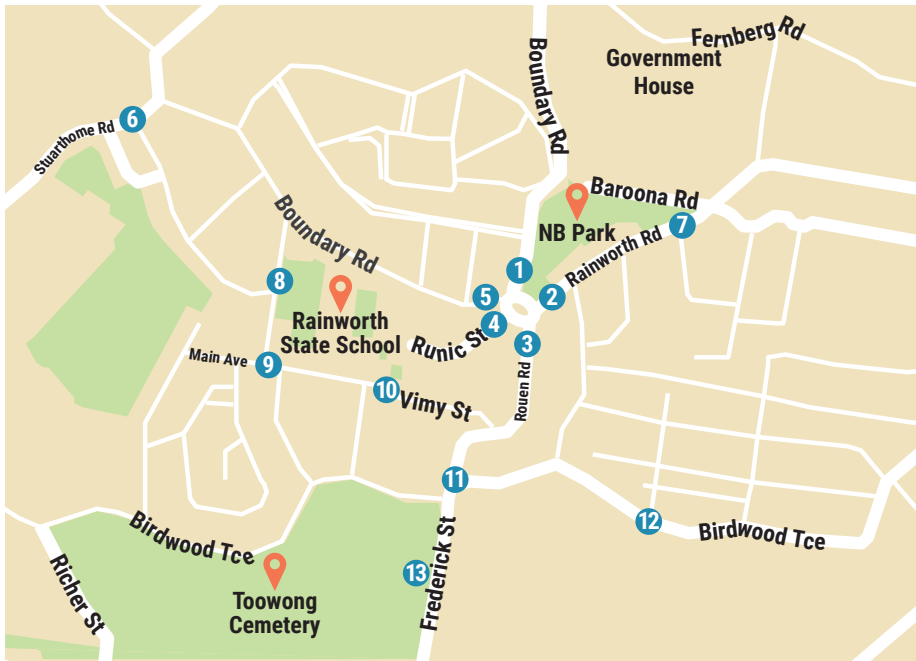 Fernberg Rd
Government
House
Boundary Rd
6
Stuarthome Rd
Baroona Rd
NB Park
7
Rainworth Rd
Boundary Rd
1
8
5
2
Rainworth
State School
4
Runic St
3
Main Ave
9
Rouen Rd
10
Vimy St
11
12
Birdwood Tce
Birdwood Tce
Frederick St
13
Richer St
Toowong
Cemetery